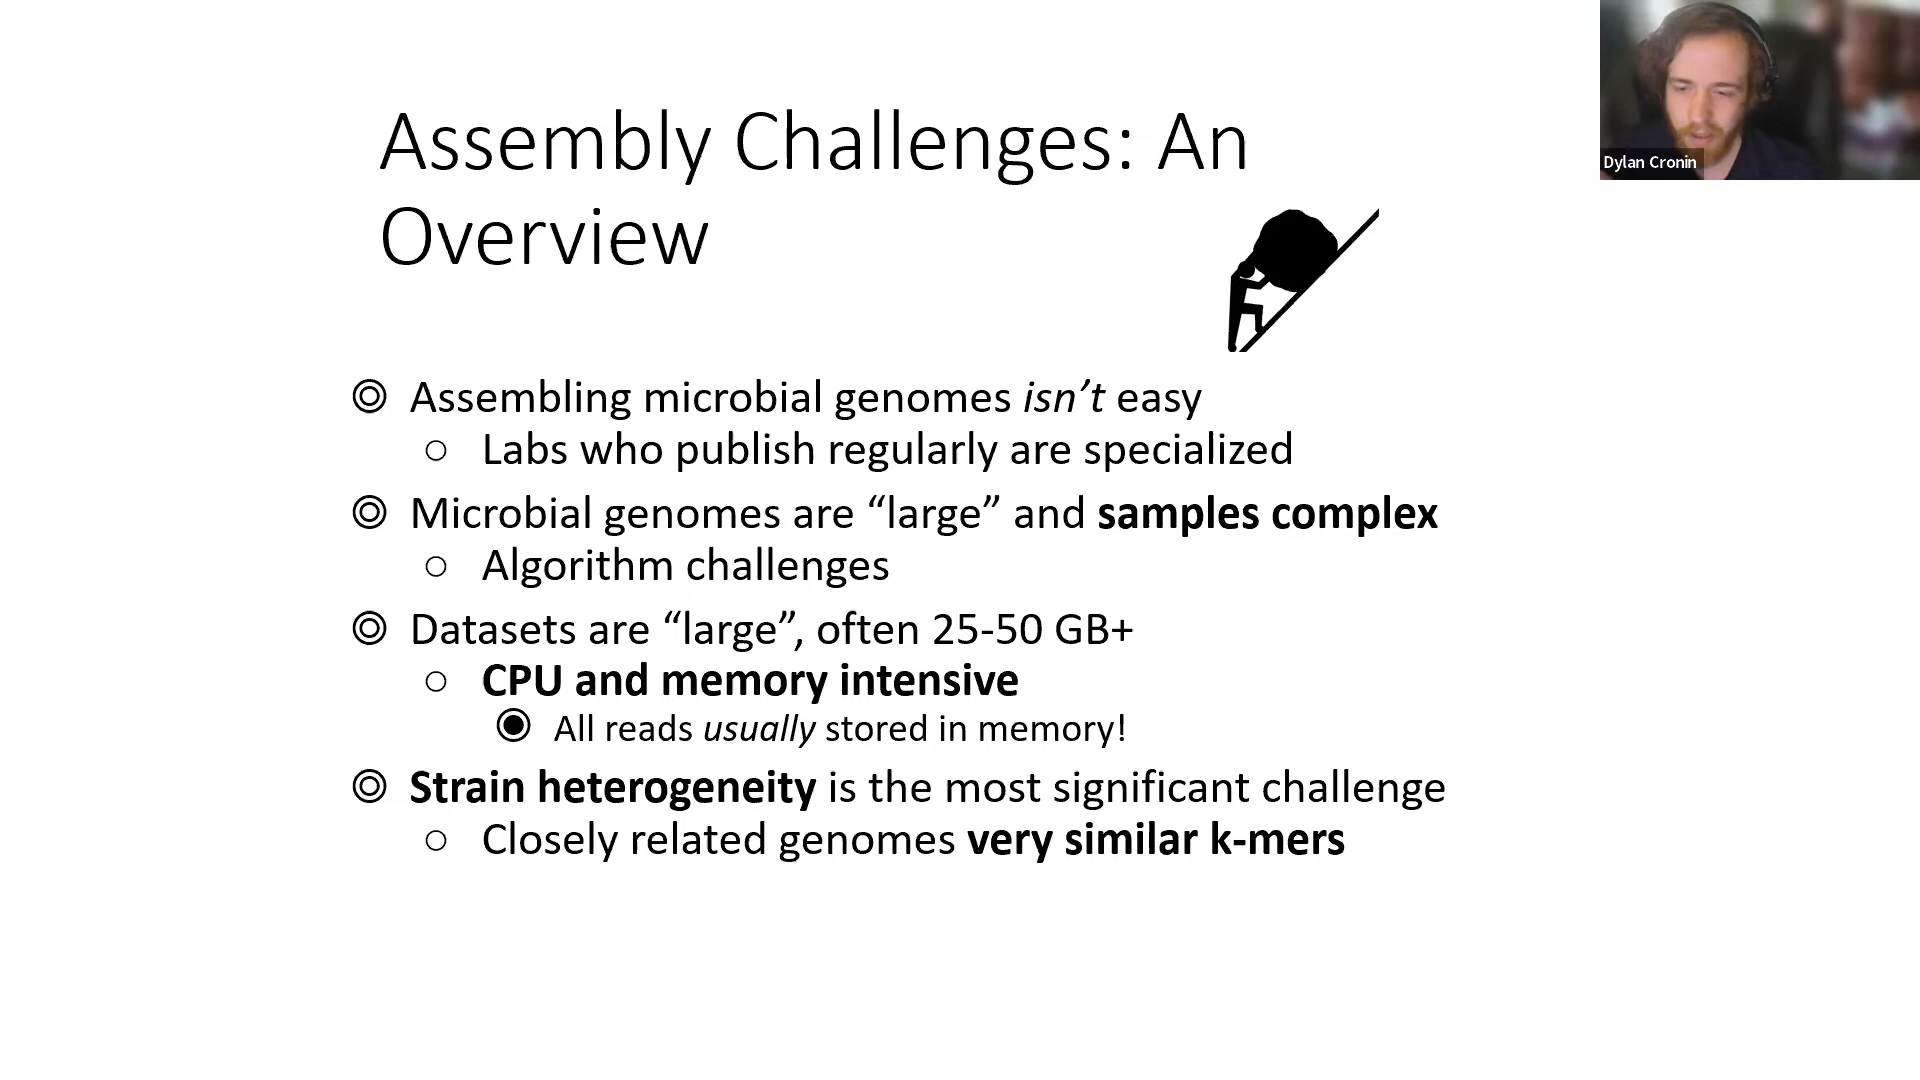 Assembly Challenges: An
Overview
Dylan Cronin
Assembling microbial genomes isn’t easy
Labs who publish regularly are specialized
Microbial genomes are “large” and samples complex
Algorithm challenges
Datasets are “large”, often 25-50 GB+
CPU and memory intensive
All reads usually stored in memory!
Strain heterogeneity is the most significant challenge
Closely related genomes very similar k-mers